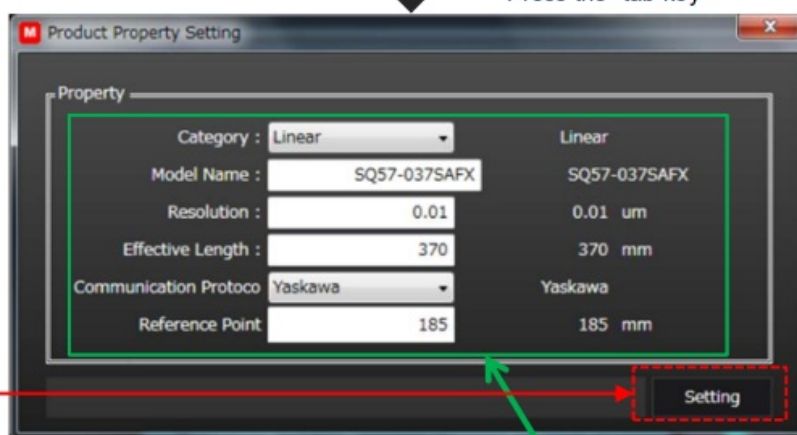 Press the "tab"key
M Product Property Setting x
Property
Category : Linear Linear
Model Name : SQ57-037SAFX SQ57-037SAFX
Resolution : 0.01 0.01 um
Effective Length : 370 370 mm
Communication Protoco Yaskawa Yaskawa
Reference Point 185 185 mm
Setting